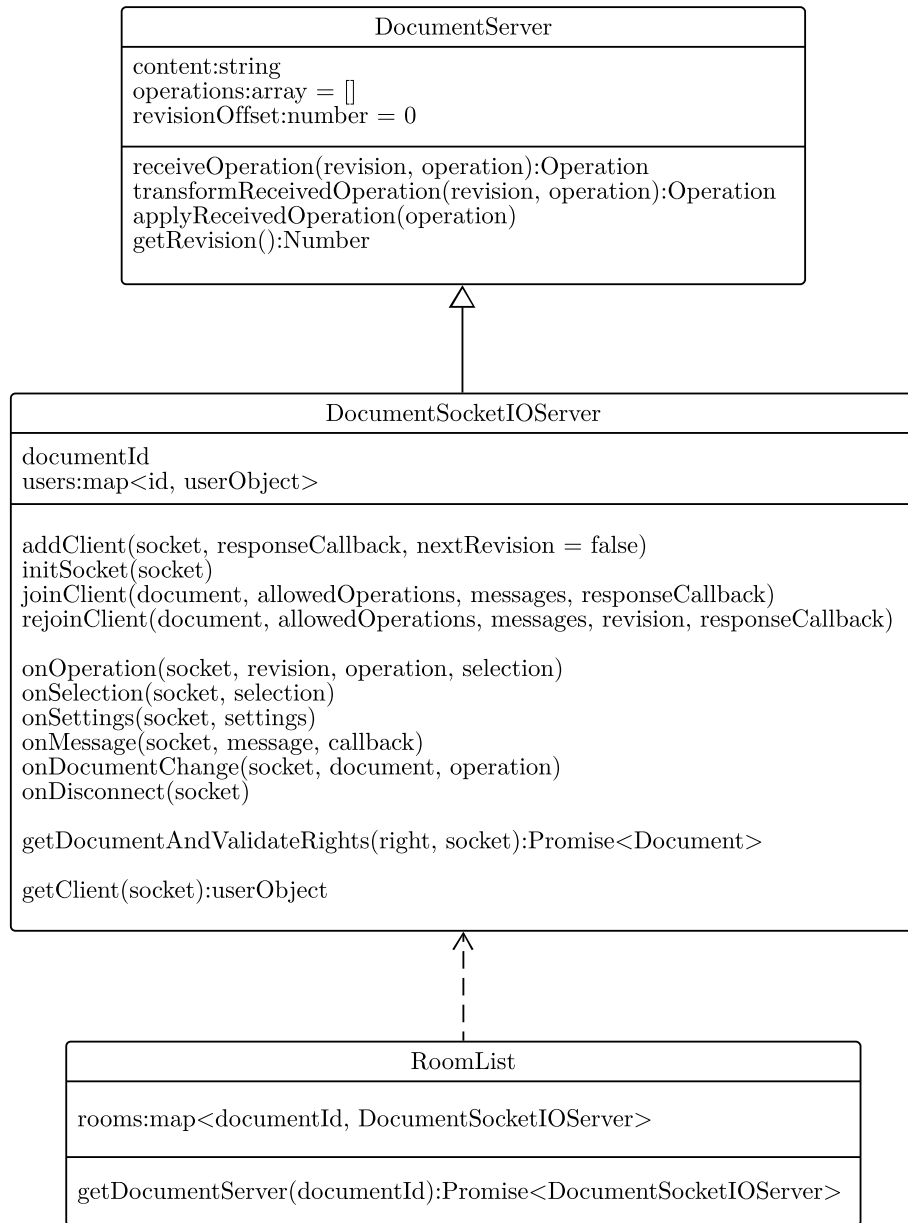 DocumentServer
content:string
operations:array = []
revisionOffset:number = 0
receiveOperation(revision, operation):Operation
transformReceivedOperation(revision, operation):Operation
applyReceivedOperation(operation)
getRevision():Number
DocumentSocketIOServer
documentId
users:map<id, userObject>
addClient(socket, responseCallback, nextRevision = false)
initSocket(socket)
joinClient(document, allowedOperations, messages, responseCallback)
rejoinClient(document, allowedOperations, messages, revision, responseCallback)
onOperation(socket, revision, operation, selection)
onSelection(socket, selection)
onSettings(socket, settings)
onMessage(socket, message, callback)
onDocumentChange(socket, document, operation)
onDisconnect(socket)
getDocumentAndValidateRights(right, socket):Promise<Document>
getClient(socket):userObject
RoomList
rooms:map<documentId, DocumentSocketIOServer>
getDocumentServer(documentId):Promise<DocumentSocketIOServer>